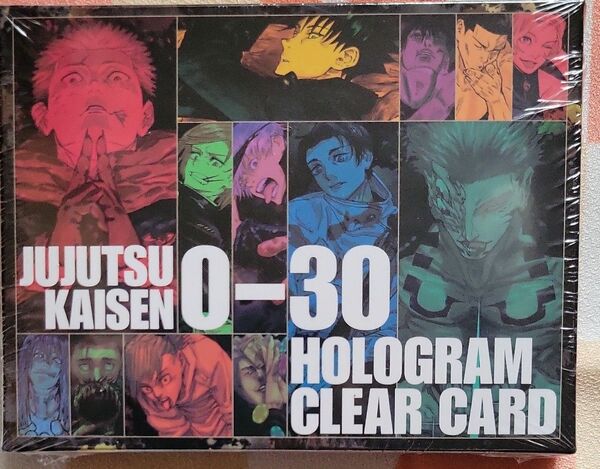 JUJUTSU
KAISEN 0-30
HOLOGRAM
CLEAR CARD